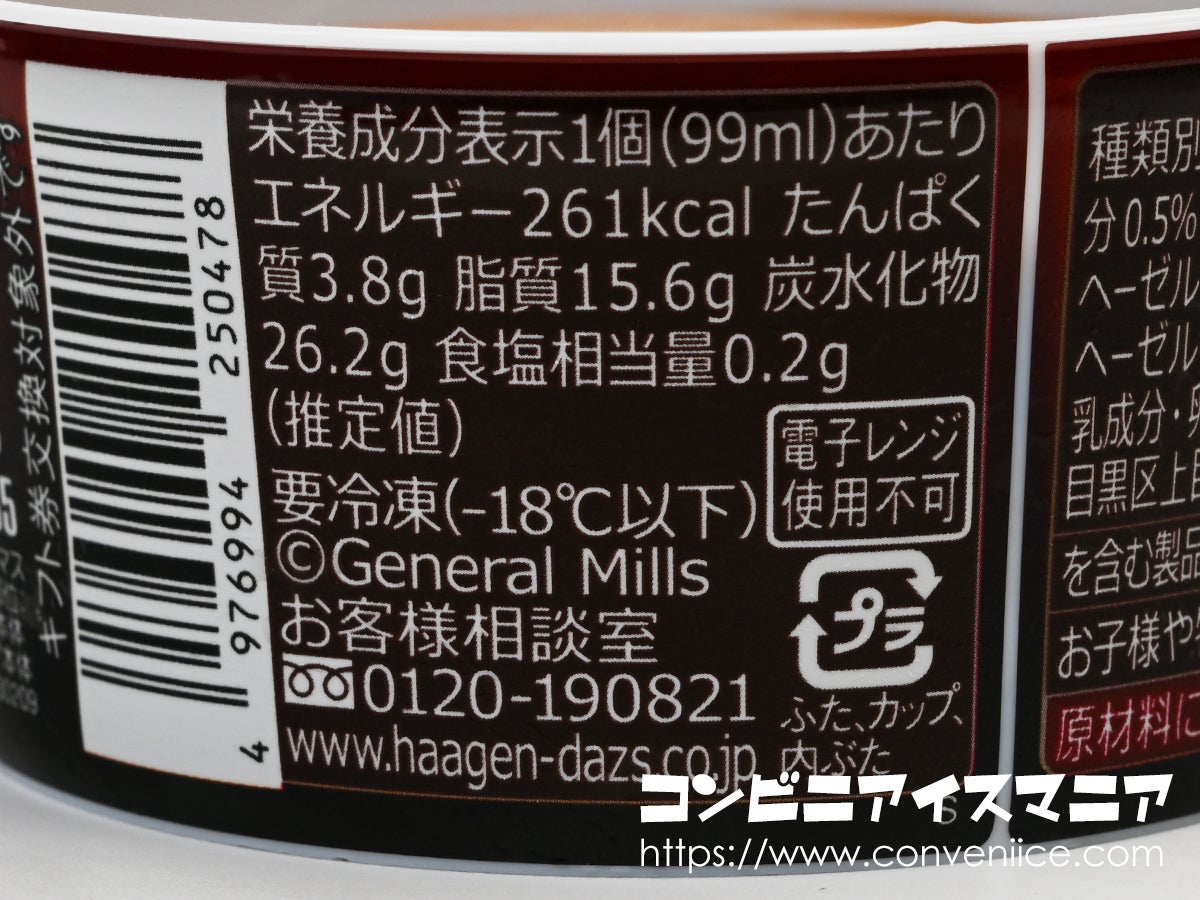 栄養成分表示1個(99ml)あたり
エネルギー261kcal たんぱく
質3.8g 脂質15.6g 炭水化物
26.2g 食塩相当量0.2g
(推定値)
要冷凍(-18℃以下)
©General Mills
お客様相談室
0120-190821
www.haagen-dazs.co.jp
電子レンジ
使用不可
プラ
ふた、カップ、
内ぶた
S
4 976994 250478
ギフト券交換対象外です
種類別
分0.5%
ヘーゼル
ヘーゼル
乳成分・卵
目黒区上目
を含む製品
お子様や
原材料に
コンビニアイスマニア
https://www.conveniice.com